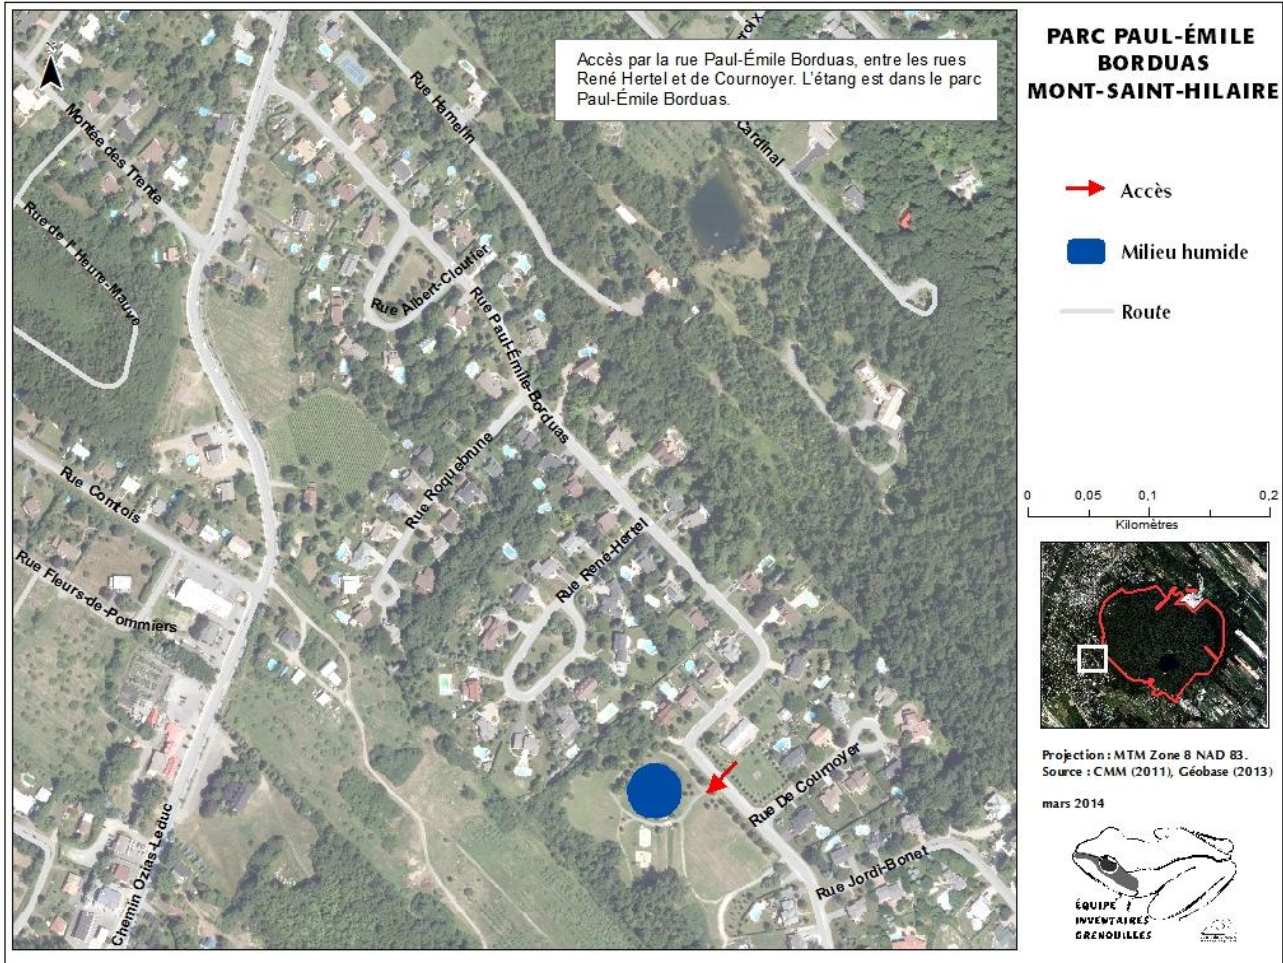 Accès par la rue Paul-Émile Borduas, entre les rues
René Hertel et de Cournoyer. L'étang est dans le parc
Paul-Émile Borduas.
PARC PAUL-ÉMILE
BORDUAS
MONT-SAINT-HILAIRE
Accès
Milieu humide
Route
0 0,05 0,1 0,2
Kilomètres
Projection : MTM Zone 8 NAD 83.
Source : CMM (2011), Géobase (2013)
mars 2014
ÉQUIPE
INVENTAIRES
GRENOUILLES
N
Montée des Trente
Rue de l'Heure-Mauve
Rue Hamelin
Cardinal
Rue Albert-Cloutier
Rue Paul-Émile-Borduas
Rue Roquebrune
Rue Comtois
Rue Fleurs-de-Pommiers
Rue René-Hertel
Rue De Cournoyer
Rue Jordi-Bonet
Chemin Ozias-Leduc